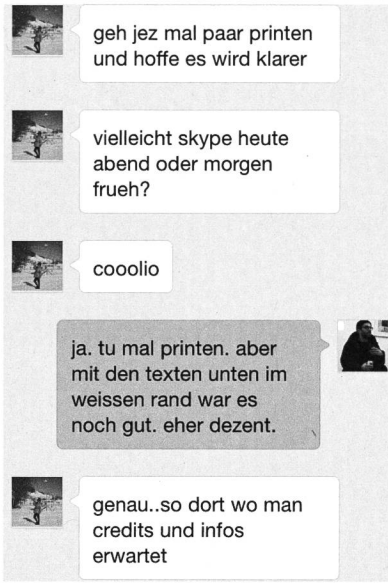 geh jez mal paar printen
und hoffe es wird klarer
vielleicht skype heute
abend oder morgen
frueh?
cooolio
ja. tu mal printen. aber
mit den texten unten im
weissen rand war es
noch gut. eher dezent.
genau..so dort wo man
credits und infos
erwartet